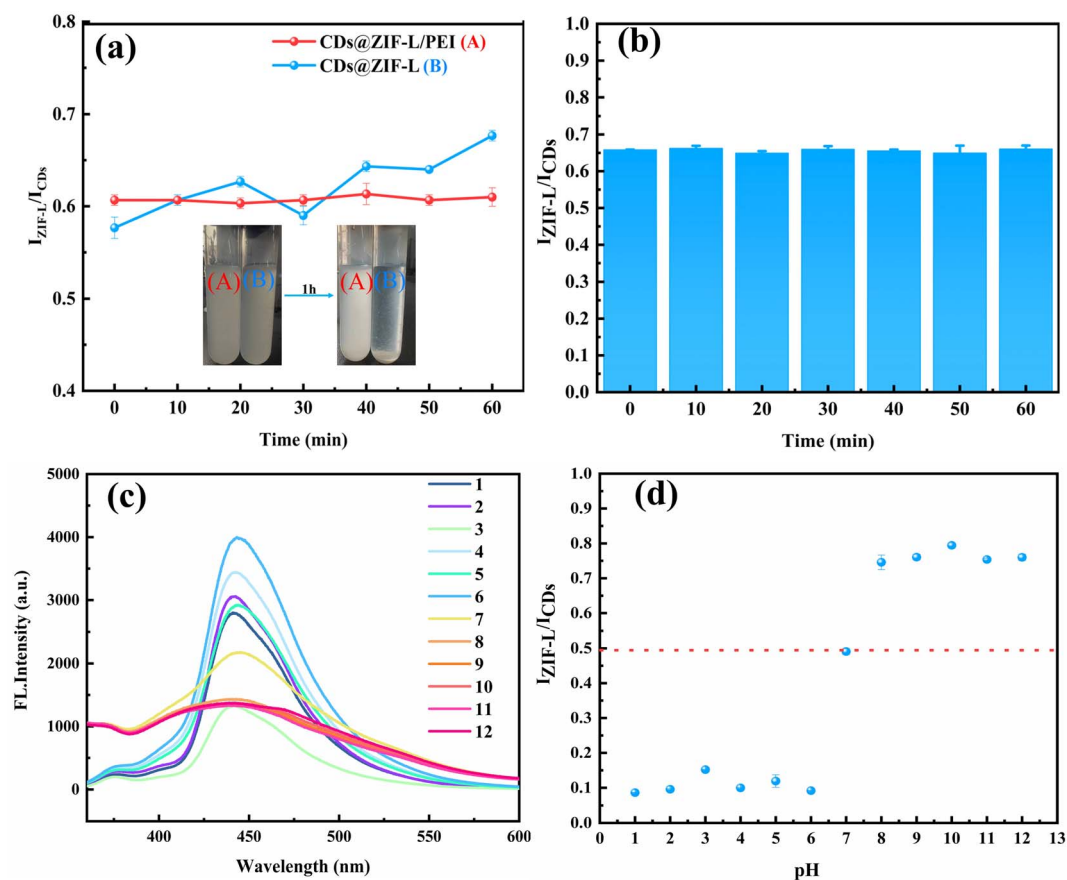 (a)
CDs@ZIF-L/PEI (A)
CDs@ZIF-L (B)
0.8
0.7
0.6
0.5
0.4
I_ZIF-L/I_CDs
(A) (B)
1h
(A) (B)
0 10 20 30 40 50 60
Time (min)
(b)
1.0
0.9
0.8
0.7
0.6
0.5
0.4
0.3
0.2
0.1
0.0
I_ZIF-L/I_CDs
0 10 20 30 40 50 60
Time (min)
(c)
5000
4000
3000
2000
1000
0
FL.Intensity (a.u.)
1
2
3
4
5
6
7
8
9
10
11
12
400 450 500 550 600
Wavelength (nm)
(d)
1.0
0.9
0.8
0.7
0.6
0.5
0.4
0.3
0.2
0.1
0.0
I_ZIF-L/I_CDs
0 1 2 3 4 5 6 7 8 9 10 11 12 13
pH